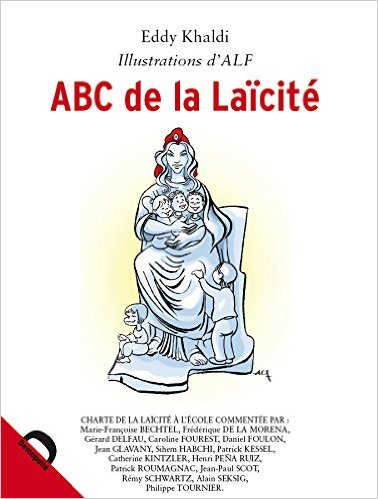 Eddy Khaldi
Illustrations d'ALF
ABC de la Laïcité
ALF
Démopolis
CHARTE DE LA LAÏCITÉ À L'ÉCOLE COMMENTÉE PAR :
Marie-Françoise BECHTEL, Frédérique DE LA MORENA,
Gérard DELFAU, Caroline FOUREST, Daniel FOULON,
Jean GLAVANY, Sihem HABCHI, Patrick KESSEL,
Catherine KINTZLER, Henri PEÑA RUIZ,
Patrick ROUMAGNAC, Jean-Paul SCOT,
Rémy SCHWARTZ, Alain SEKSIG,
Philippe TOURNIER.